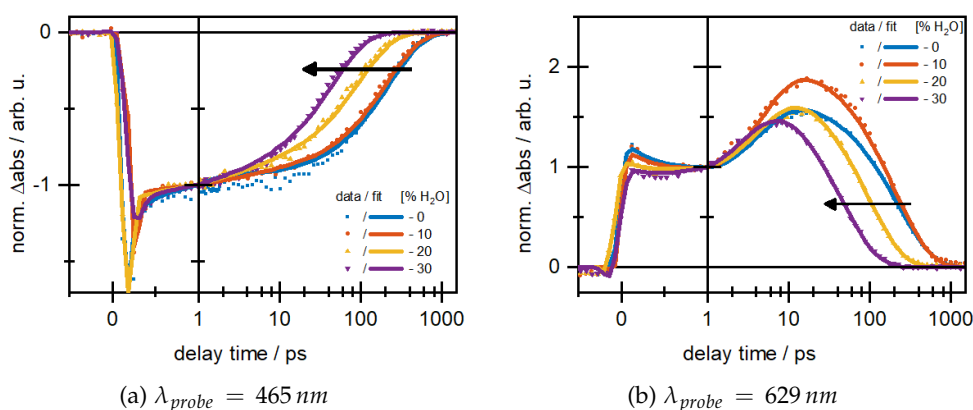 norm. Δabs / arb. u.
0
-1
data / fit [% H₂O]
/ - 0
/ - 10
/ - 20
/ - 30
0 1 10 100 1000
delay time / ps
(a) λprobe = 465 nm
norm. Δabs / arb. u.
2
1
0
data / fit [% H₂O]
/ - 0
/ - 10
/ - 20
/ - 30
0 1 10 100 1000
delay time / ps
(b) λprobe = 629 nm